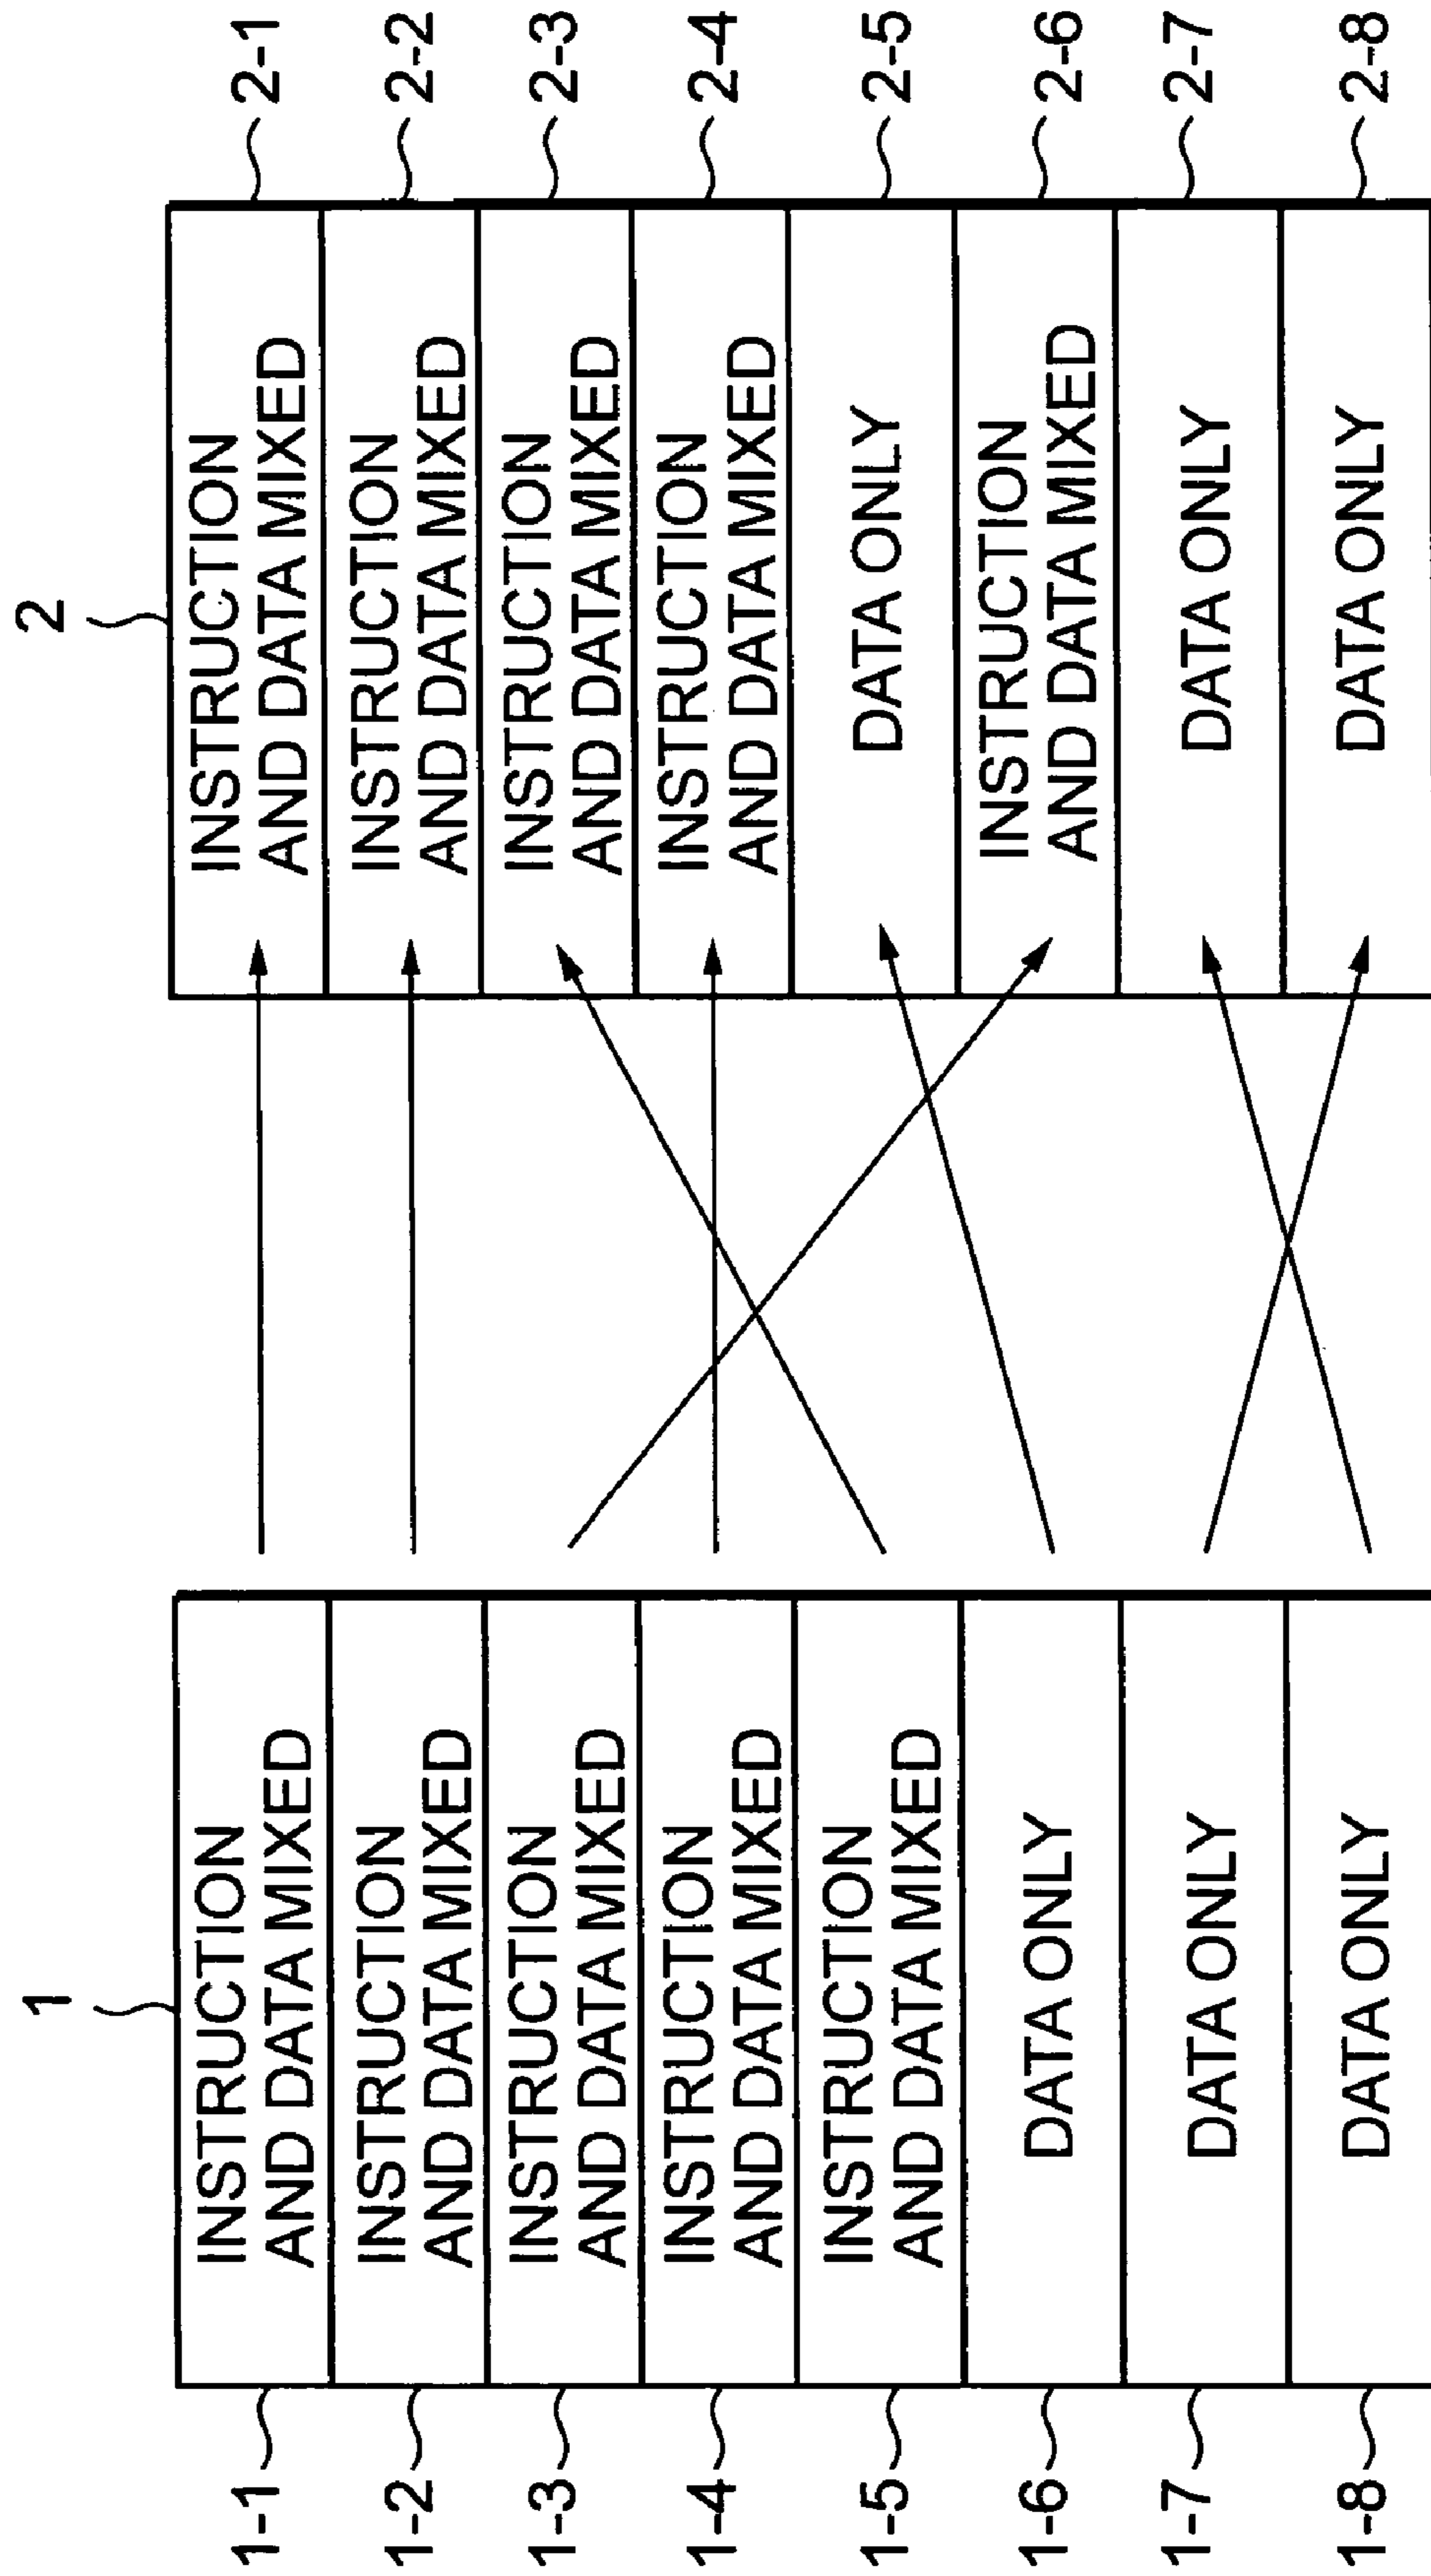 1
1-1
INSTRUCTION
AND DATA MIXED
1-2
INSTRUCTION
AND DATA MIXED
1-3
INSTRUCTION
AND DATA MIXED
1-4
INSTRUCTION
AND DATA MIXED
1-5
INSTRUCTION
AND DATA MIXED
1-6
DATA ONLY
1-7
DATA ONLY
1-8
DATA ONLY
2
INSTRUCTION
AND DATA MIXED
2-1
INSTRUCTION
AND DATA MIXED
2-2
INSTRUCTION
AND DATA MIXED
2-3
INSTRUCTION
AND DATA MIXED
2-4
DATA ONLY
2-5
INSTRUCTION
AND DATA MIXED
2-6
DATA ONLY
2-7
DATA ONLY
2-8